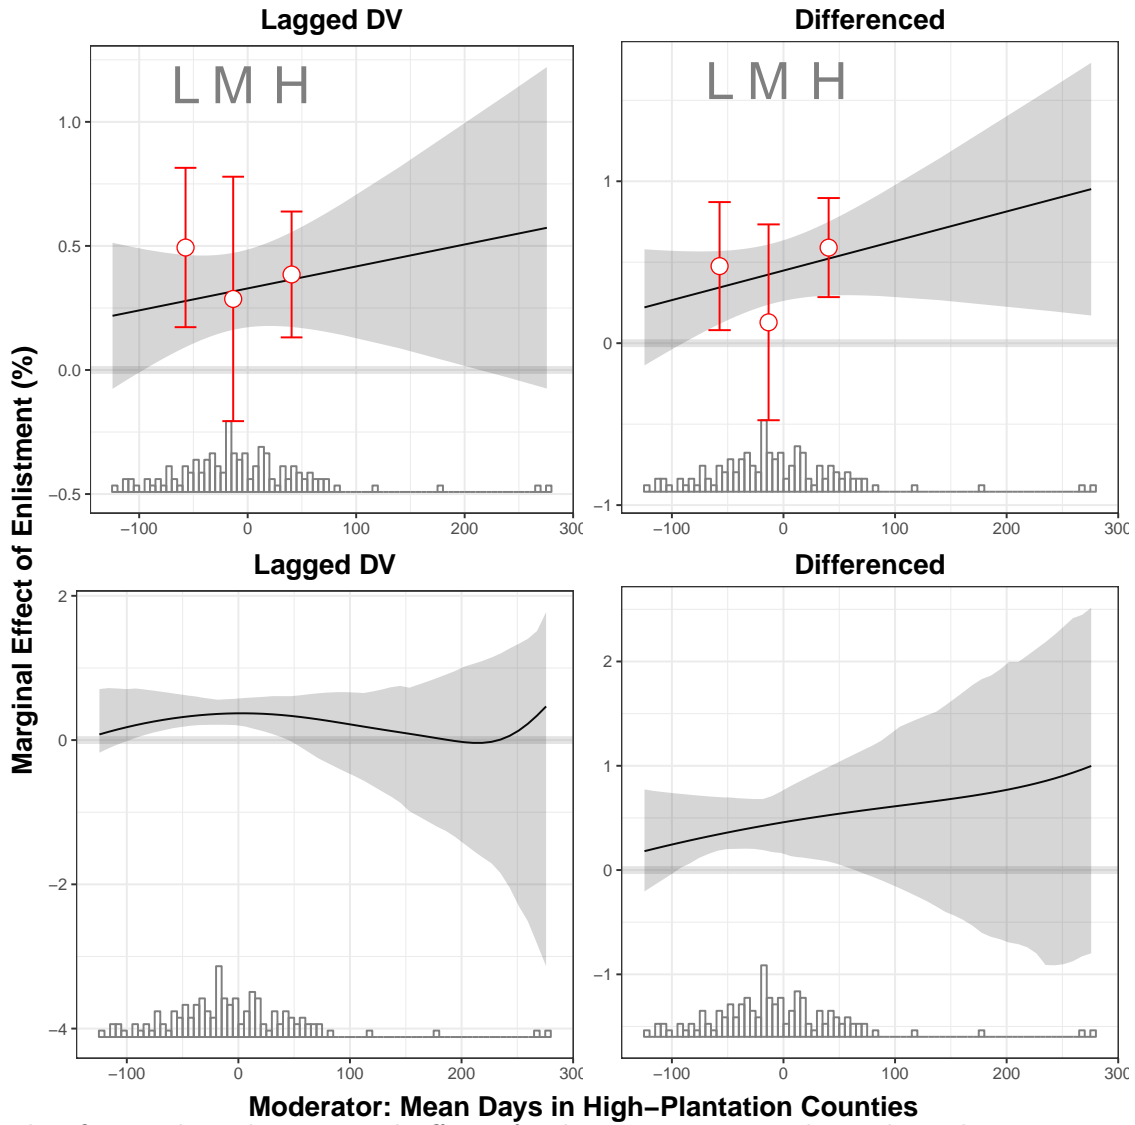 Lagged DV
Differenced
L M H
L M H
1.0
0.5
0.0
−0.5
1
0
−1
−100 0 100 200 300
−100 0 100 200 300
Marginal Effect of Enlistment (%)
Lagged DV
Differenced
2
0
−2
−4
2
1
0
−1
−100 0 100 200 300
−100 0 100 200 300
Moderator: Mean Days in High−Plantation Counties